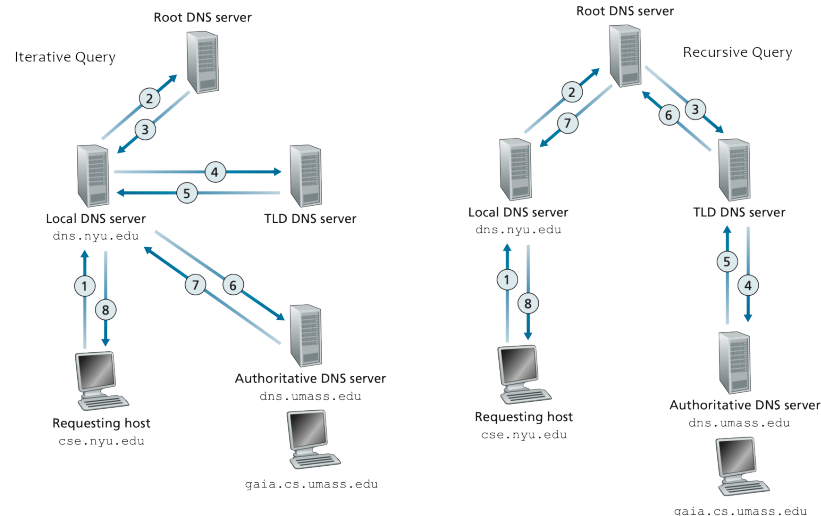 Root DNS server
Iterative Query
2
3
4
5
Local DNS server
dns.nyu.edu
TLD DNS server
1
8
7
6
Authoritative DNS server
dns.umass.edu
Requesting host
cse.nyu.edu
gaia.cs.umass.edu
Root DNS server
Recursive Query
2
7
6
3
Local DNS server
dns.nyu.edu
TLD DNS server
1
8
5
4
Requesting host
cse.nyu.edu
Authoritative DNS server
dns.umass.edu
gaia.cs.umass.edu